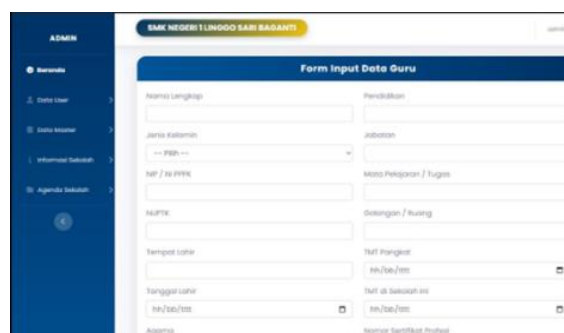 ADMIN
SMK NEGERI 1 LINGGO SARI BAGANTI
Beranda
Data User
Data Master
Informasi Sekolah
Agenda Sekolah
Form Input Data Guru
Nama Lengkap
Pendidikan
Jenis Kelamin
-- Pilih --
Jabatan
NIP / NI PPPK
Mata Pelajaran / Tugas
NUPTK
Golongan / Ruang
Tempat Lahir
TMT Pangkat
hh/bb/tttt
Tanggal Lahir
hh/bb/tttt
TMT di Sekolah Ini
hh/bb/tttt
Agama
Nomor Sertifikat Profesi